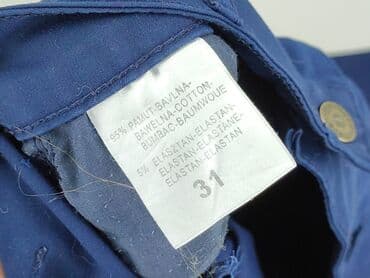 95% PAMUT-BAVLNA-
BAWEŁNA-COTTON-
BUMBAC-BAUMWOLLE
5% ELASZTAN-ELASTAN-
ELASTAN-ELASTANE-
ELASTAN-ELASTAN
31